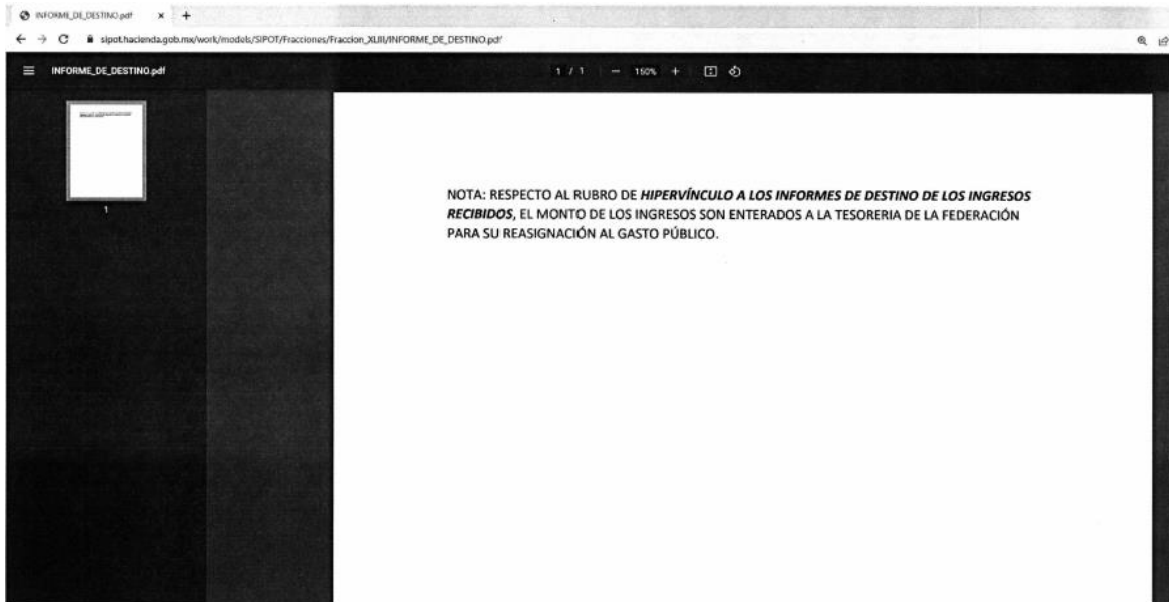 INFORME_DE_DESTINO.pdf
sipot.hacienda.gob.mx/work/models/SIPOT/Fracciones/Fraccion_XLIII/INFORME_DE_DESTINO.pdf
INFORME_DE_DESTINO.pdf
1 / 1
150%
1
NOTA: RESPECTO AL RUBRO DE HIPERVÍNCULO A LOS INFORMES DE DESTINO DE LOS INGRESOS
RECIBIDOS, EL MONTO DE LOS INGRESOS SON ENTERADOS A LA TESORERIA DE LA FEDERACIÓN
PARA SU REASIGNACIÓN AL GASTO PÚBLICO.